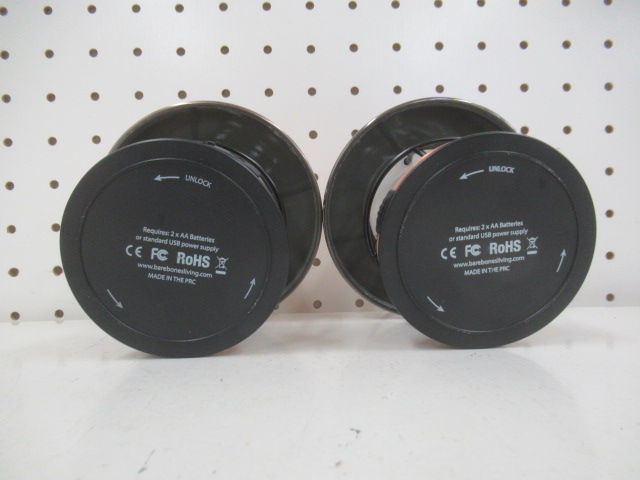 UNLOCK
Requires: 2 x AA Batteries
or standard USB power supply
CE FC RoHS
www.barebonesliving.com
MADE IN THE PRC
UNLOCK
Requires: 2 x AA Batteries
or standard USB power supply
CE FC RoHS
www.barebonesliving.com
MADE IN THE PRC